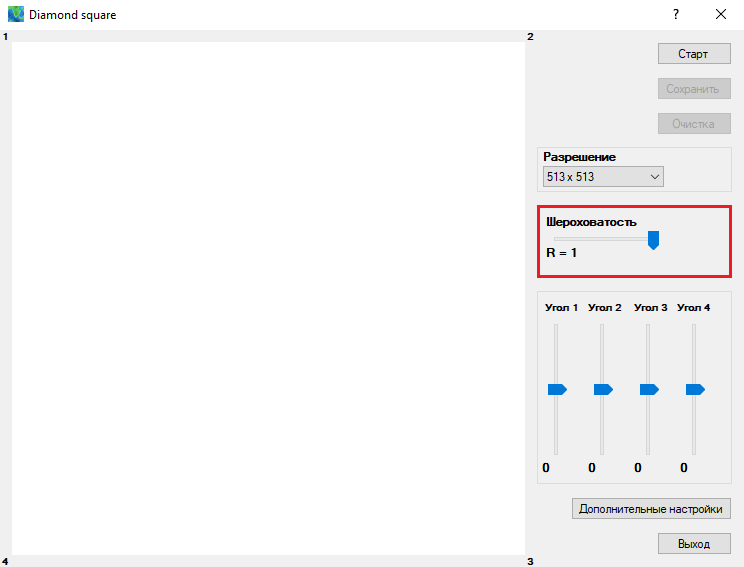 Diamond square
?
1
2
Старт
Сохранить
Очистка
Разрешение
513 x 513
Шероховатость
R = 1
Угол 1 Угол 2 Угол 3 Угол 4
0 0 0 0
Дополнительные настройки
Выход
4
3